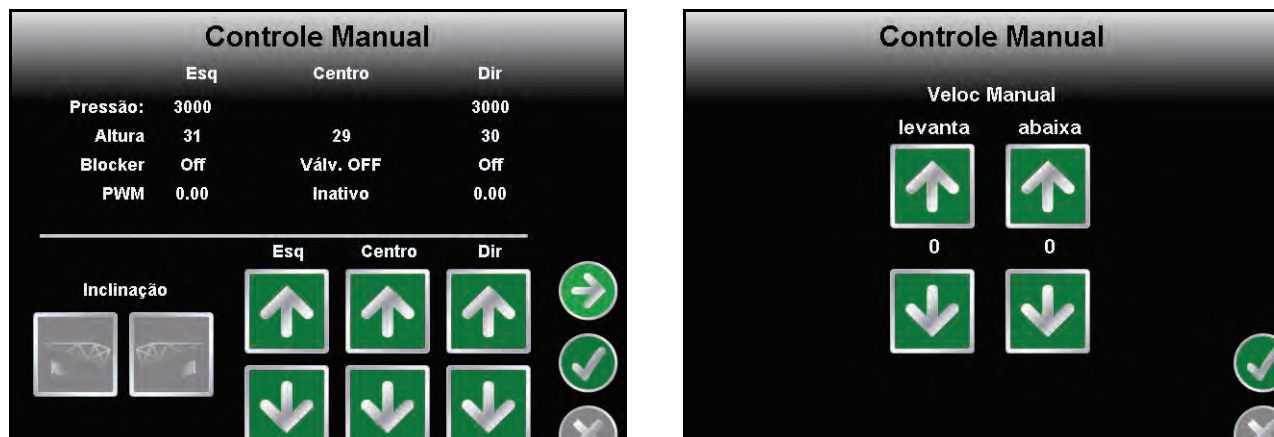 Controle Manual
Esq Centro Dir
Pressão: 3000 3000
Altura 31 29 30
Blocker Off Válv. OFF Off
PWM 0.00 Inativo 0.00
Esq Centro Dir
Inclinação
Controle Manual
Veloc Manual
levanta abaixa
0 0